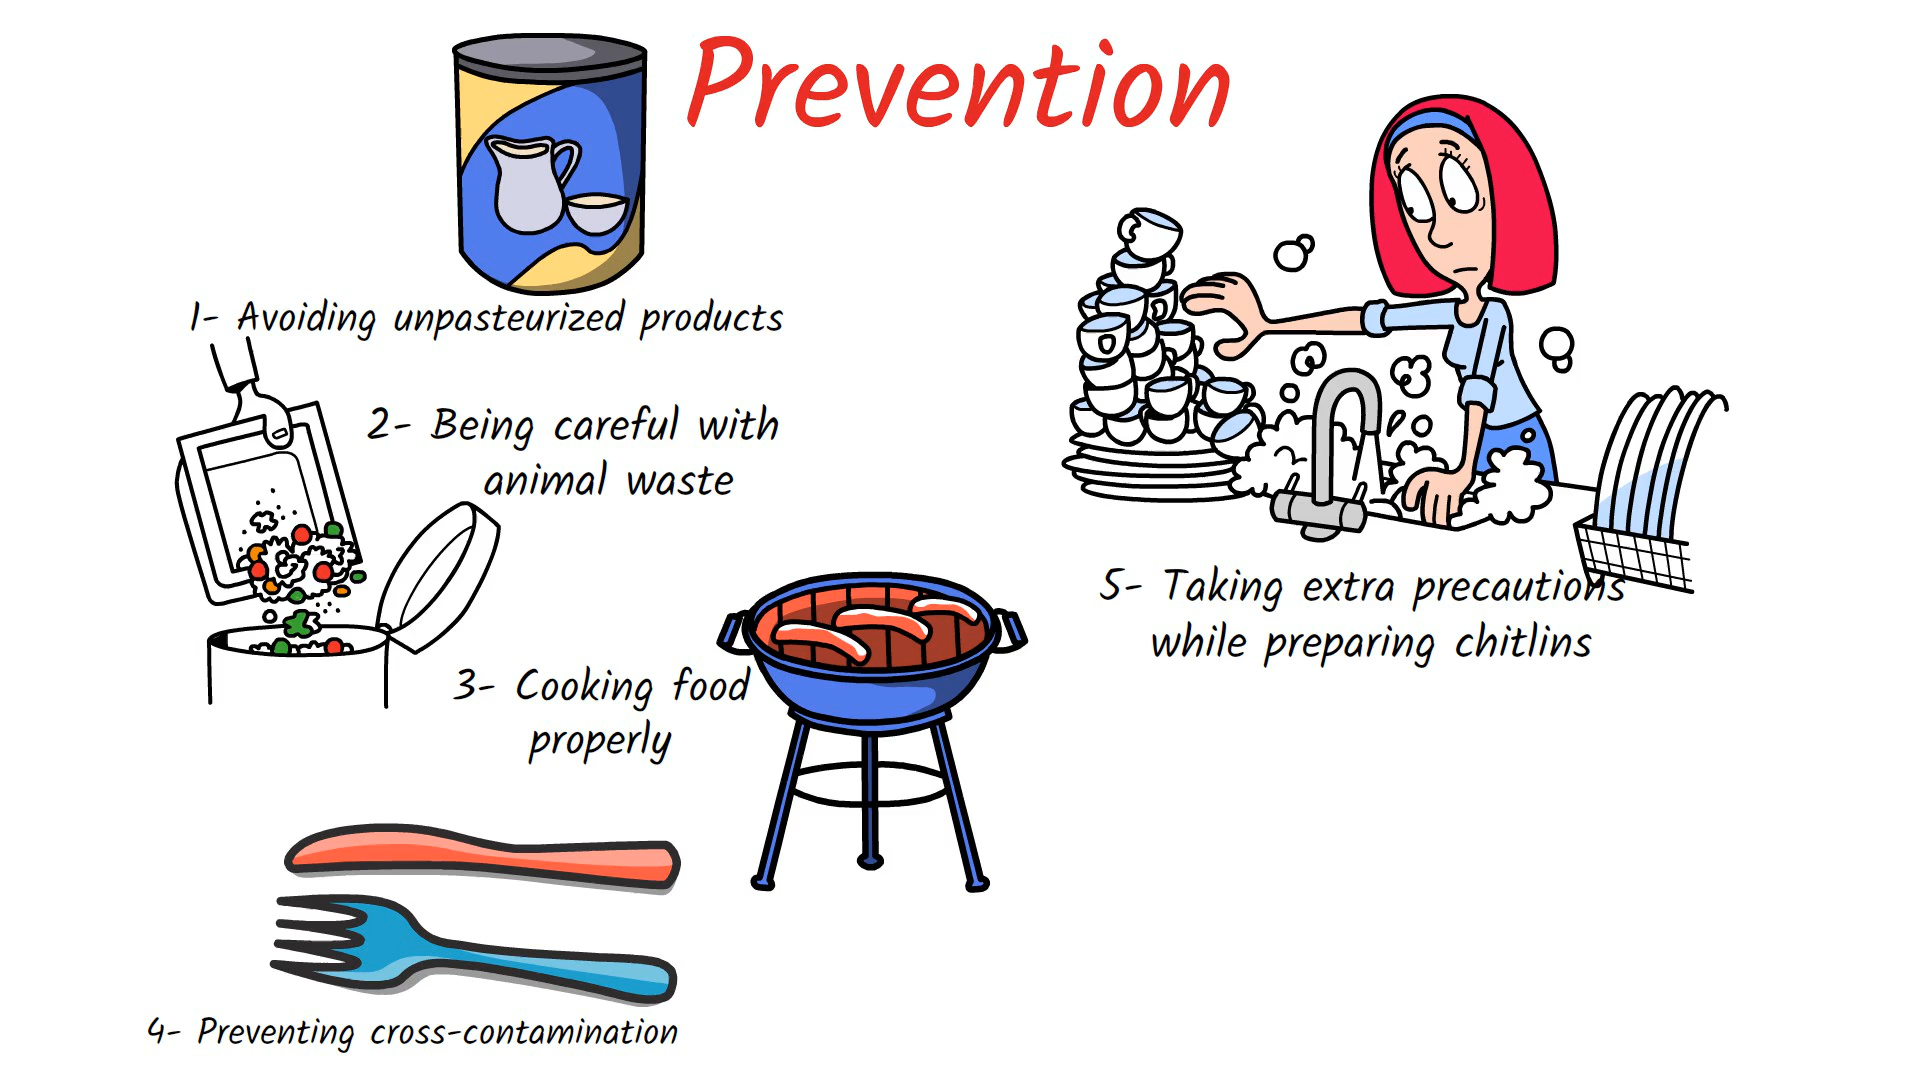 Prevention
1- Avoiding unpasteurized products
2- Being careful with
animal waste
3- Cooking food
properly
4- Preventing cross-contamination
5- Taking extra precautions
while preparing chitlins